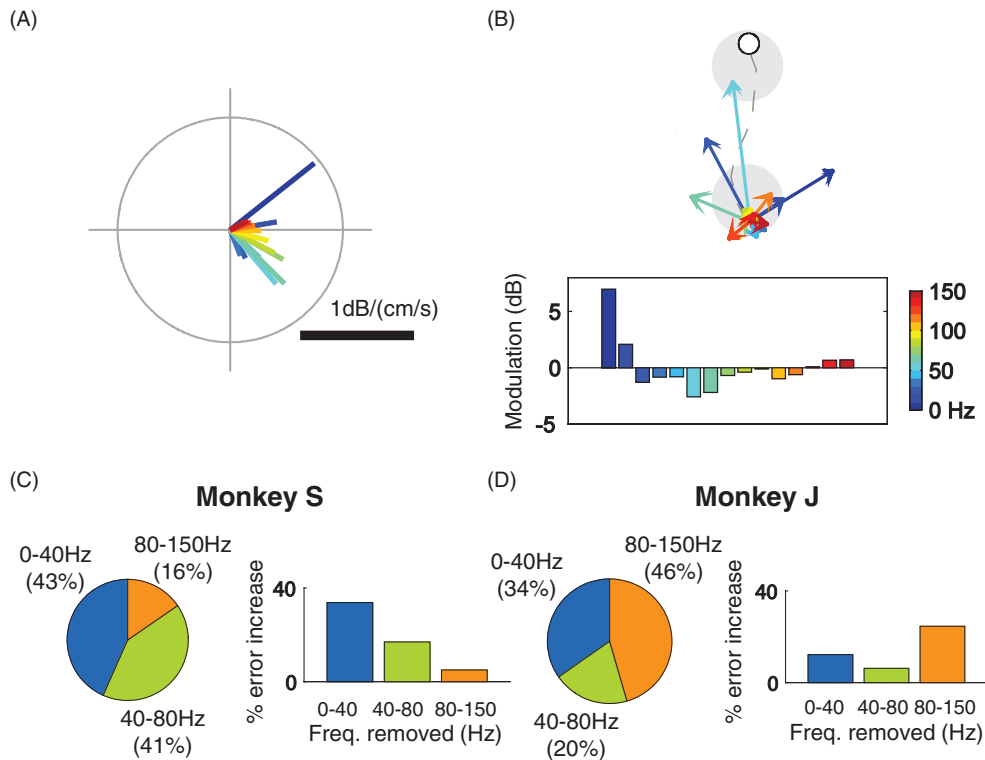 (A)
1dB/(cm/s)
(B)
Modulation (dB)
5
0
-5
150
100
50
0 Hz
(C)
Monkey S
0-40Hz
(43%)
80-150Hz
(16%)
40-80Hz
(41%)
% error increase
40
0
0-40 40-80 80-150
Freq. removed (Hz)
(D)
Monkey J
0-40Hz
(34%)
80-150Hz
(46%)
40-80Hz
(20%)
% error increase
40
0
0-40 40-80 80-150
Freq. removed (Hz)